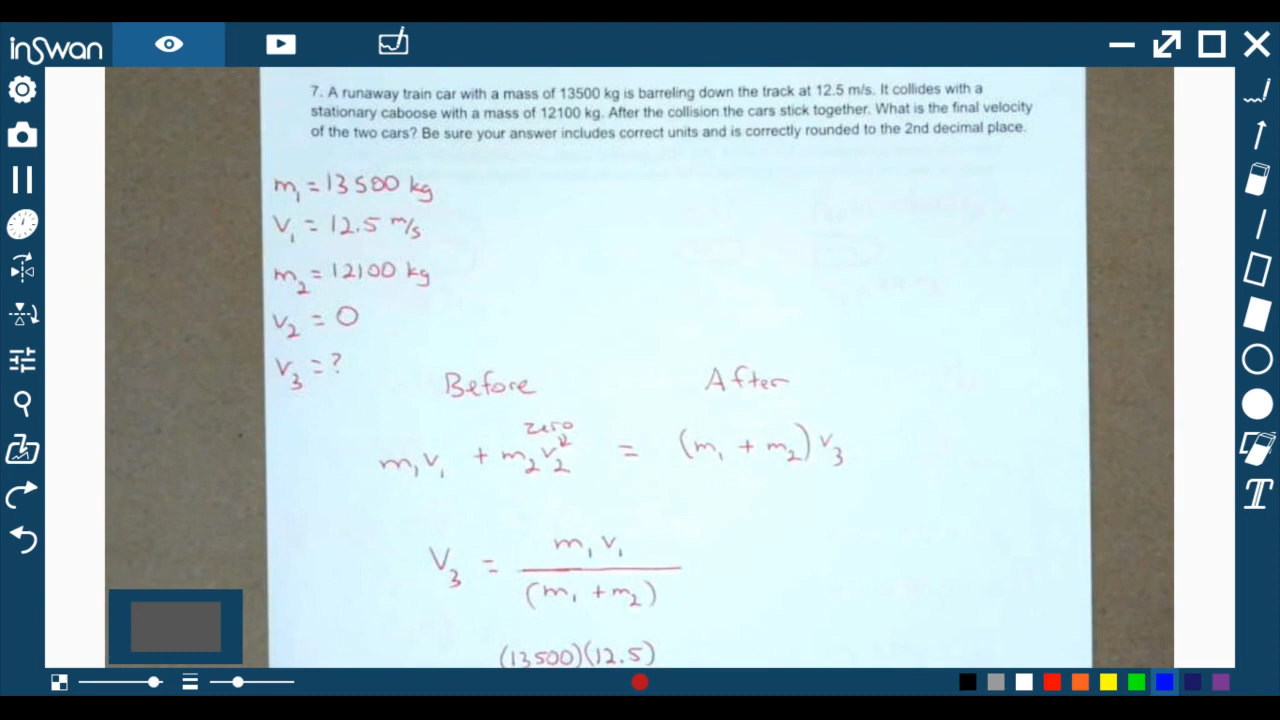 inSwan
7. A runaway train car with a mass of 13500 kg is barreling down the track at 12.5 m/s. It collides with a
stationary caboose with a mass of 12100 kg. After the collision the cars stick together. What is the final velocity
of the two cars? Be sure your answer includes correct units and is correctly rounded to the 2nd decimal place.
m₁ = 13500 kg
v₁ = 12.5 m/s
m₂ = 12100 kg
v₂ = 0
v₃ = ?
Before After
zero
m₁v₁ + m₂v₂ = (m₁ + m₂)v₃
v₃ = m₁v₁ / (m₁ + m₂)
(13500)(12.5)
T